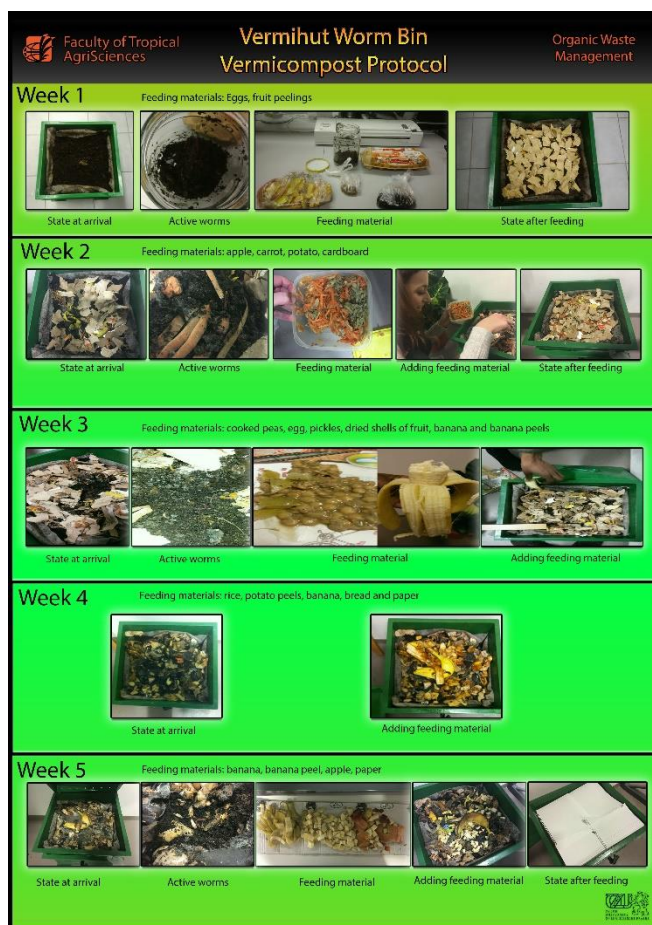 Faculty of Tropical
AgriSciences
Vermihut Worm Bin
Vermicompost Protocol
Organic Waste
Management
Week 1
Feeding materials: Eggs, fruit peelings
State at arrival
Active worms
Feeding material
State after feeding
Week 2
Feeding materials: apple, carrot, potato, cardboard
State at arrival
Active worms
Feeding material
Adding feeding material
State after feeding
Week 3
Feeding materials: cooked peas, egg, pickles, dried shells of fruit, banana and banana peels
State at arrival
Active worms
Feeding material
Adding feeding material
Week 4
Feeding materials: rice, potato peels, banana, bread and paper
State at arrival
Adding feeding material
Week 5
Feeding materials: banana, banana peel, apple, paper
State at arrival
Active worms
Feeding material
Adding feeding material
State after feeding